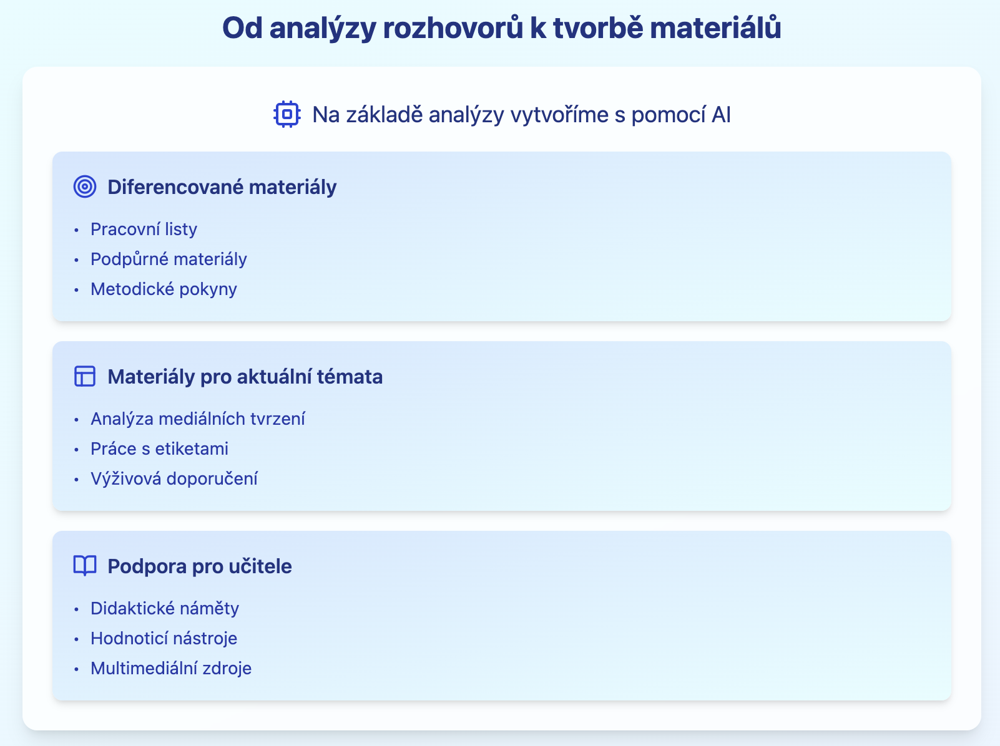 Od analýzy rozhovorů k tvorbě materiálů
Na základě analýzy vytvoříme s pomocí AI
Diferencované materiály
• Pracovní listy
• Podpůrné materiály
• Metodické pokyny
Materiály pro aktuální témata
• Analýza mediálních tvrzení
• Práce s etiketami
• Výživová doporučení
Podpora pro učitele
• Didaktické náměty
• Hodnoticí nástroje
• Multimediální zdroje